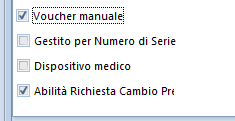 Voucher manuale
Gestito per Numero di Serie
Dispositivo medico
Abilità Richiesta Cambio Pre